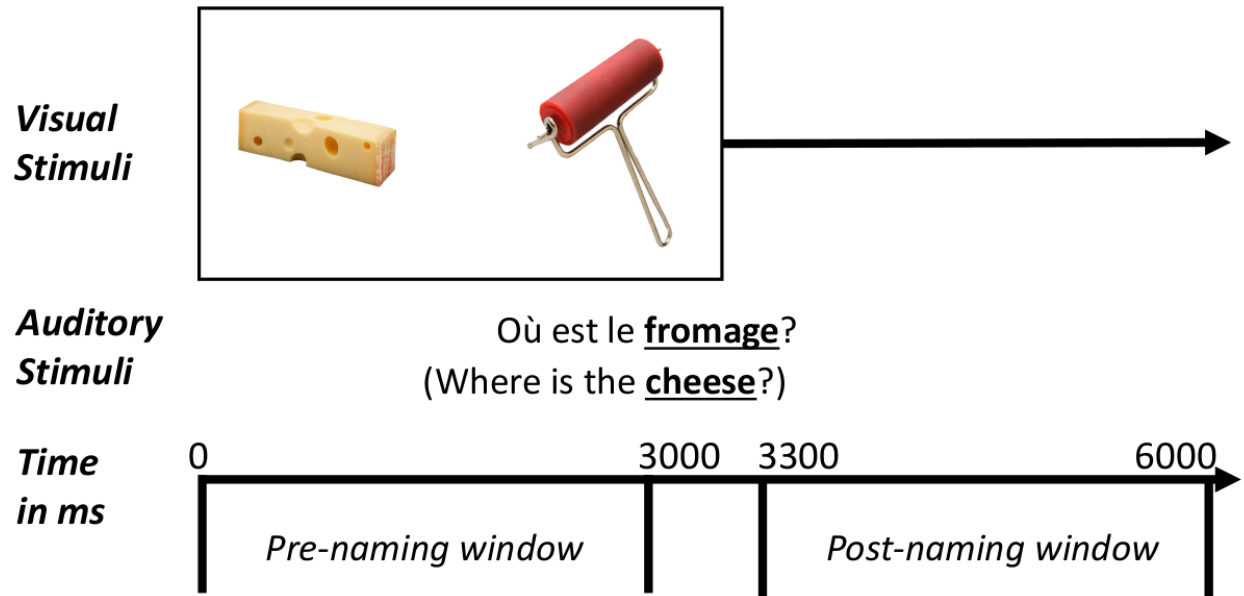 Visual
Stimuli
Auditory
Stimuli
Où est le fromage?
(Where is the cheese?)
Time
in ms
0 3000 3300 6000
Pre-naming window Post-naming window